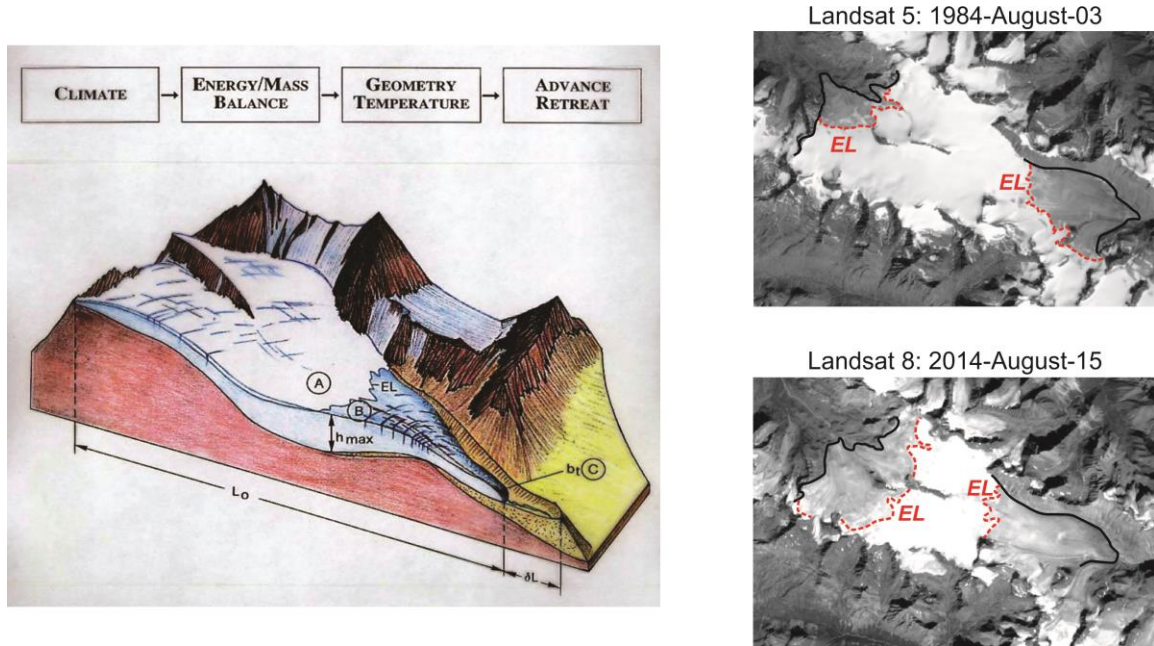 CLIMATE
ENERGY/MASS
BALANCE
GEOMETRY
TEMPERATURE
ADVANCE
RETREAT
A
EL
B
h max
bt C
Lo
δL
Landsat 5: 1984-August-03
EL
EL
Landsat 8: 2014-August-15
EL
EL